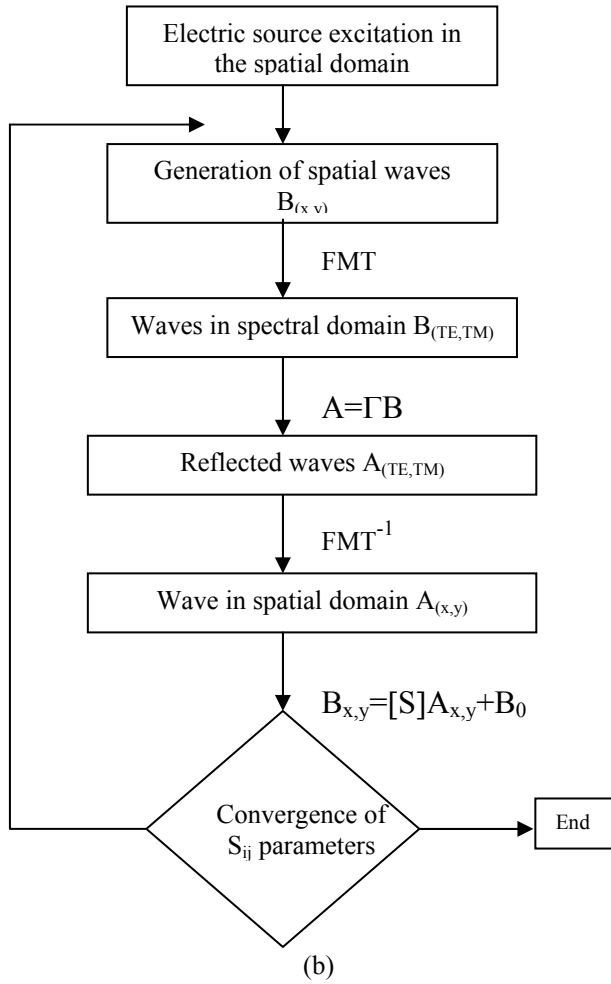 Electric source excitation in
the spatial domain
Generation of spatial waves
B(x,y)
FMT
Waves in spectral domain B(TE,TM)
A=ΓB
Reflected waves A(TE,TM)
FMT-1
Wave in spatial domain A(x,y)
Bx,y=[S]Ax,y+B0
Convergence of
Sij parameters
End
(b)